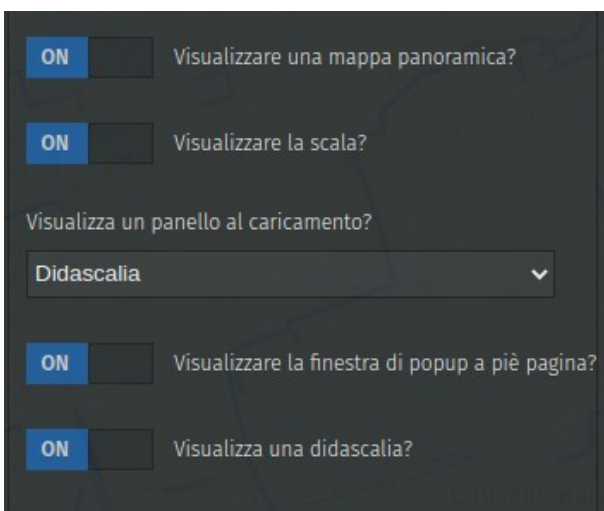 ON Visualizzare una mappa panoramica?
ON Visualizzare la scala?
Visualizza un panello al caricamento?
Didascalia
ON Visualizzare la finestra di popup a piè pagina?
ON Visualizza una didascalia?